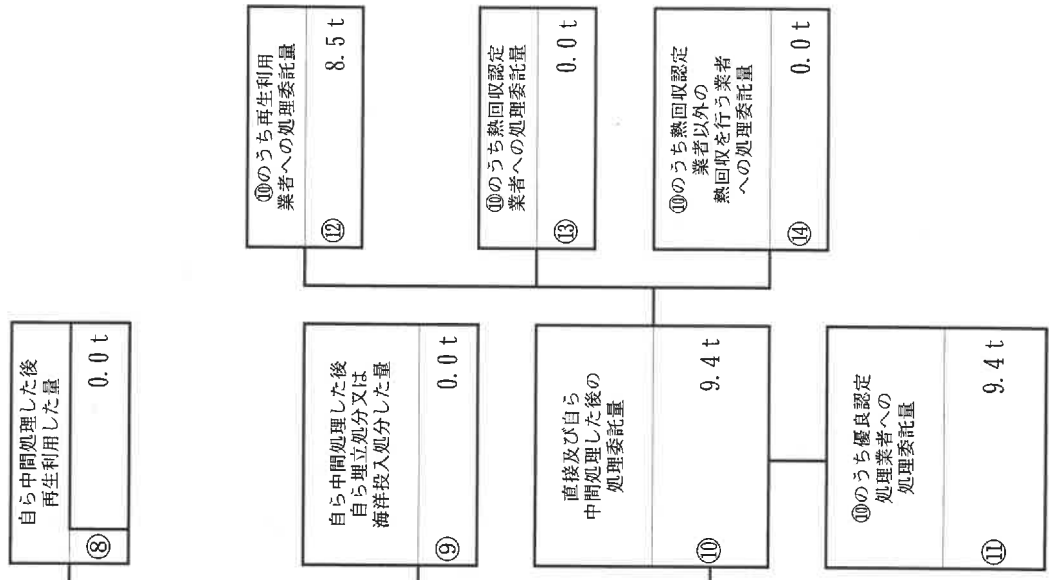 自ら中間処理した後
再生利用した量
⑧
0.0 t
自ら中間処理した後
自ら埋立処分又は
海洋投入処分した量
⑨
0.0 t
直接及び自ら
中間処理した後の
処理委託量
⑩
9.4 t
⑩のうち優良認定
処理業者への
処理委託量
⑪
9.4 t
⑩のうち再生利用
業者への処理委託量
⑫
8.5 t
⑩のうち熱回収認定
業者への処理委託量
⑬
0.0 t
⑩のうち熱回収認定
業者以外の
熱回収を行う業者
への処理委託量
⑭
0.0 t